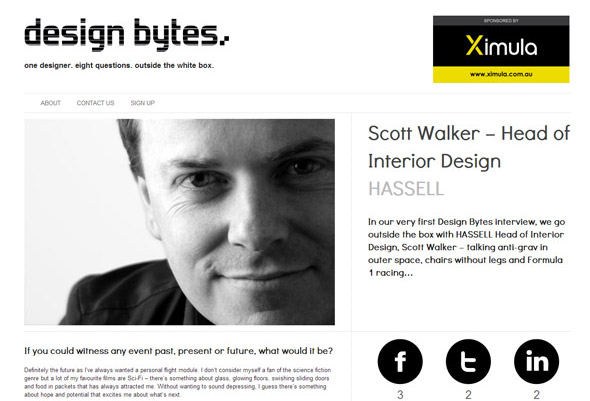 design bytes.
one designer. eight questions. outside the white box.
SPONSORED BY
Ximula
www.ximula.com.au
ABOUT CONTACT US SIGN UP
Scott Walker – Head of
Interior Design
HASSELL
In our very first Design Bytes interview, we go
outside the box with HASSELL Head of Interior
Design, Scott Walker – talking anti-grav in
outer space, chairs without legs and Formula
1 racing...
If you could witness any event past, present or future, what would it be?
Definitely the future as I've always wanted a personal flight module. I don't consider myself a fan of the science fiction
genre but a lot of my favourite films are Sci-Fi – there's something about glass, glowing floors, swishing sliding doors
and food in packets that has always attracted me. Without wanting to sound depressing, I guess there's something
about hope and potential that excites me about what's next.
f t in
3 2 2